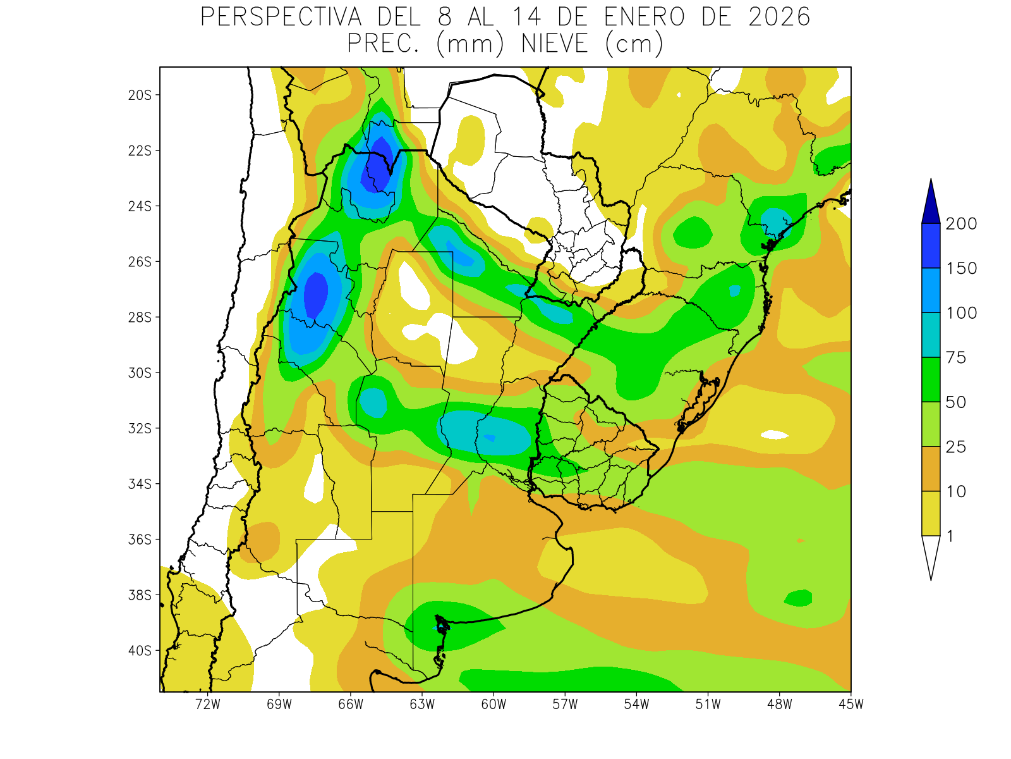 PERSPECTIVA DEL 8 AL 14 DE ENERO DE 2026
PREC. (mm) NIEVE (cm)
20S
22S
24S
26S
28S
30S
32S
34S
36S
38S
40S
72W 69W 66W 63W 60W 57W 54W 51W 48W 45W
200
150
100
75
50
25
10
1